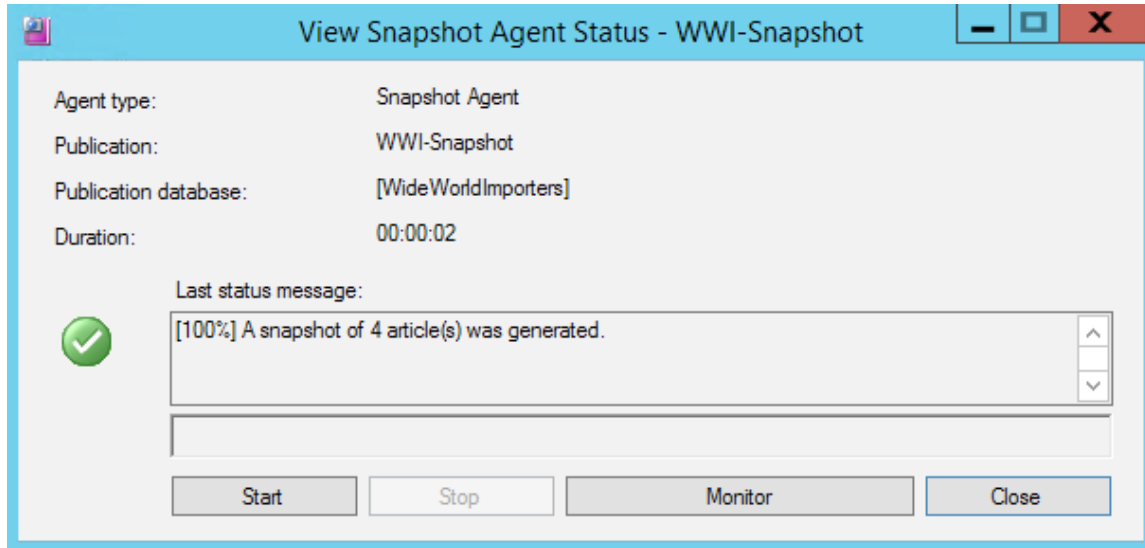 View Snapshot Agent Status - WWI-Snapshot
Agent type: Snapshot Agent
Publication: WWI-Snapshot
Publication database: [WideWorldImporters]
Duration: 00:00:02
Last status message:
[100%] A snapshot of 4 article(s) was generated.
Start Stop Monitor Close